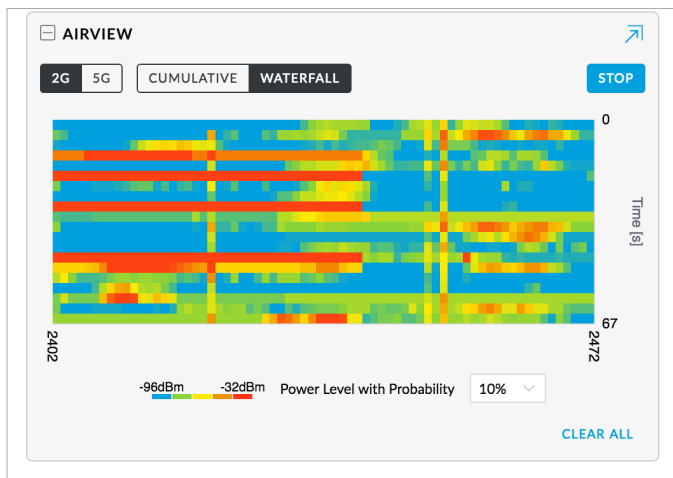 AIRVIEW
2G 5G CUMULATIVE WATERFALL STOP
0
Time [s]
67
2402 2472
-96dBm -32dBm Power Level with Probability 10%
CLEAR ALL